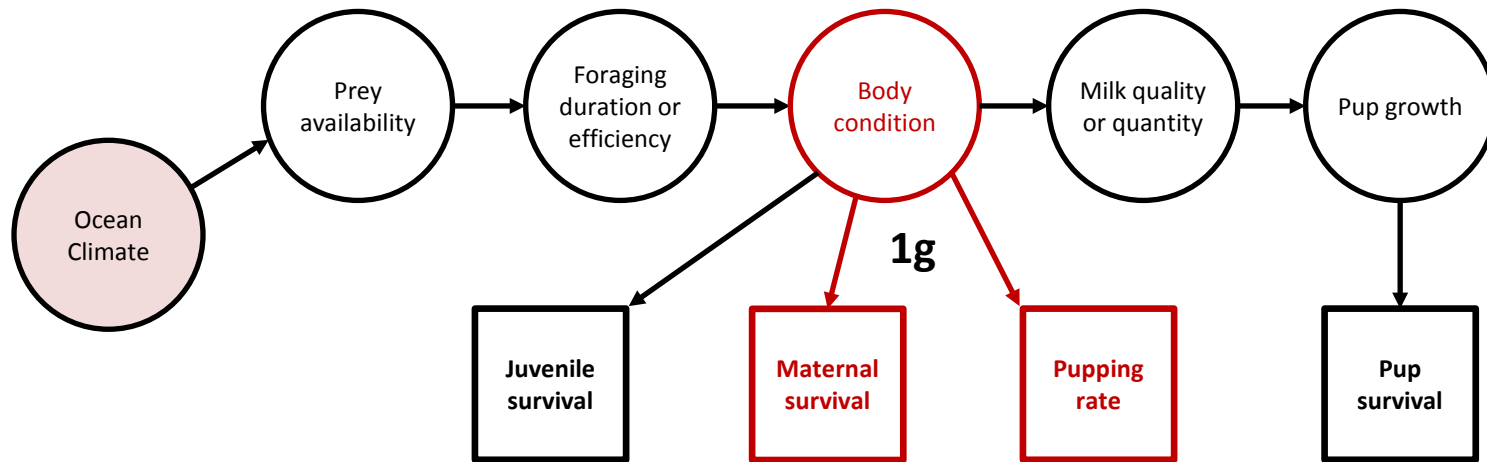 Ocean
Climate
Prey
availability
Foraging
duration or
efficiency
Body
condition
Milk quality
or quantity
Pup growth
1g
Juvenile
survival
Maternal
survival
Pupping
rate
Pup
survival